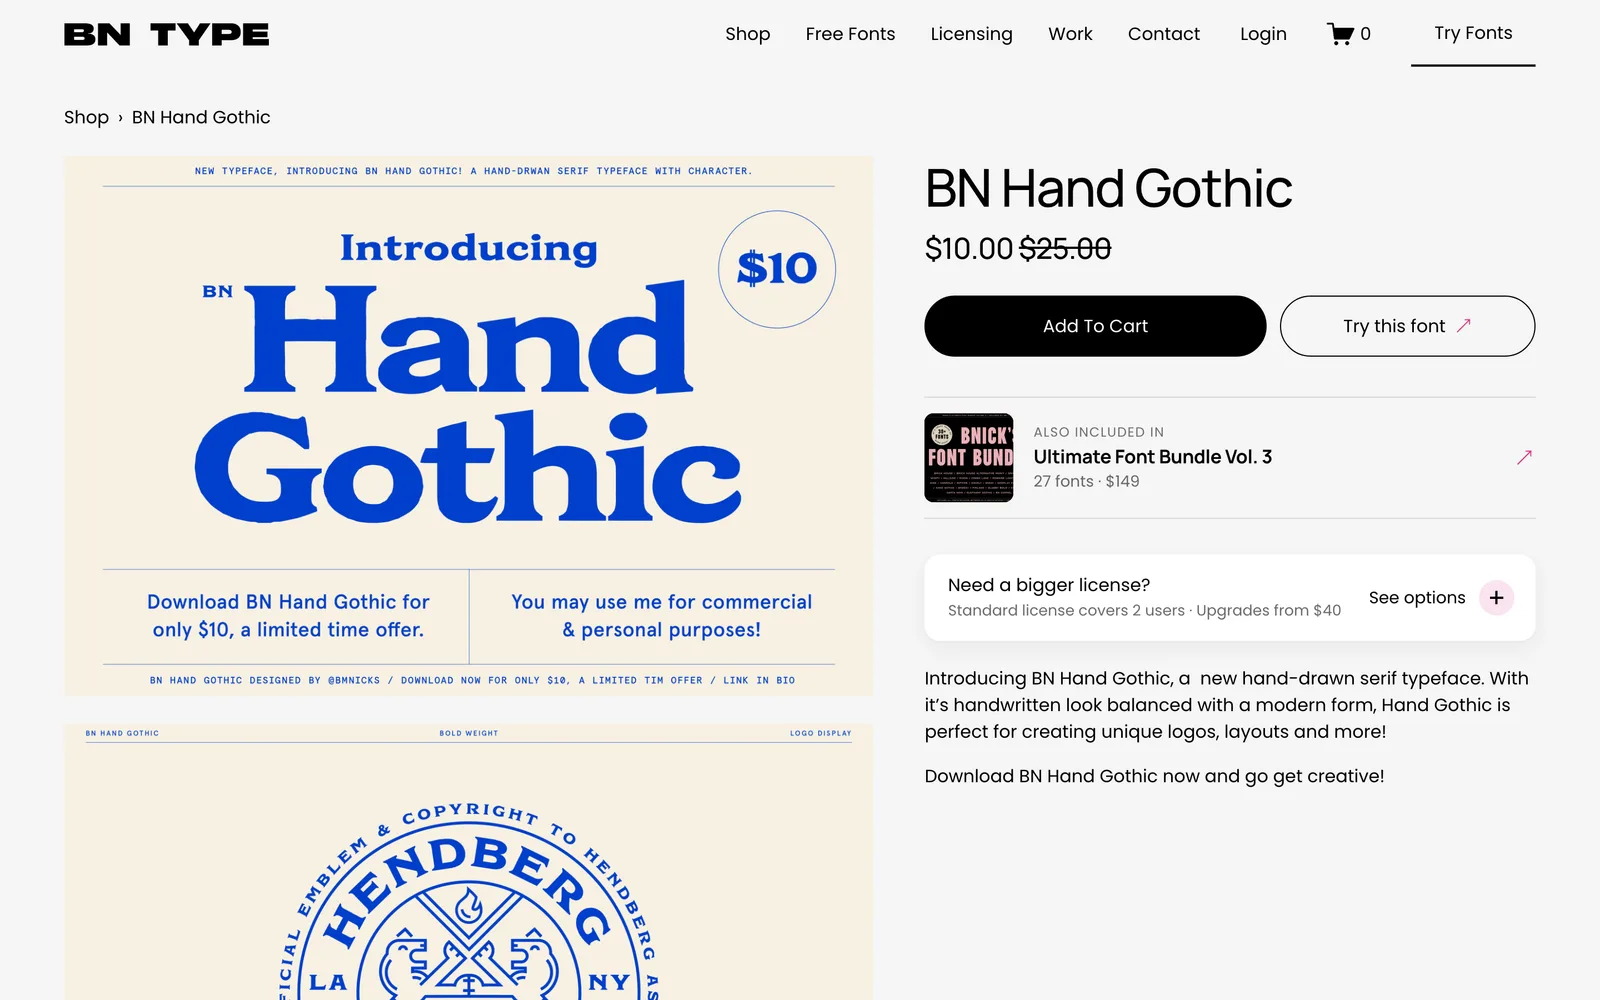 BN TYPE
Shop
Free Fonts
Licensing
Work
Contact
Login
0
Try Fonts
Shop › BN Hand Gothic
NEW TYPEFACE, INTRODUCING BN HAND GOTHIC! A HAND-DRWAN SERIF TYPEFACE WITH CHARACTER.
Introducing
$10
BN
Hand
Gothic
Download BN Hand Gothic for
only $10, a limited time offer.
You may use me for commercial
& personal purposes!
BN HAND GOTHIC DESIGNED BY @BMNICKS / DOWNLOAD NOW FOR ONLY $10, A LIMITED TIM OFFER / LINK IN BIO
BN HAND GOTHIC
BOLD WEIGHT
LOGO DISPLAY
FICIAL EMBLEM & COPYRIGHT TO HENDBERG AS
HENDBERG
LA
NY
BN Hand Gothic
$10.00 $25.00
Add To Cart
Try this font
30+
FONTS
BNICK'
FONT BUND
ALSO INCLUDED IN
Ultimate Font Bundle Vol. 3
27 fonts · $149
Need a bigger license?
Standard license covers 2 users · Upgrades from $40
See options
Introducing BN Hand Gothic, a  new hand-drawn serif typeface. With
it’s handwritten look balanced with a modern form, Hand Gothic is
perfect for creating unique logos, layouts and more!
Download BN Hand Gothic now and go get creative!